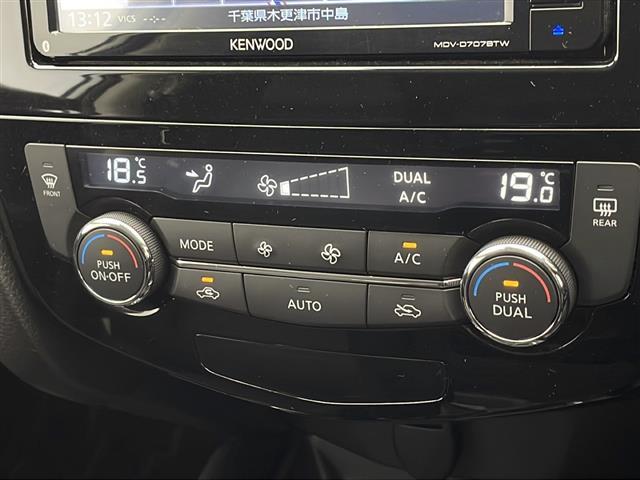 13:12 VICS --:--
千葉県木更津市中島
KENWOOD
MDV-D707BTW
18.5 ℃
DUAL
A/C
19.0 ℃
FRONT
REAR
PUSH
ON·OFF
MODE
A/C
AUTO
PUSH
DUAL